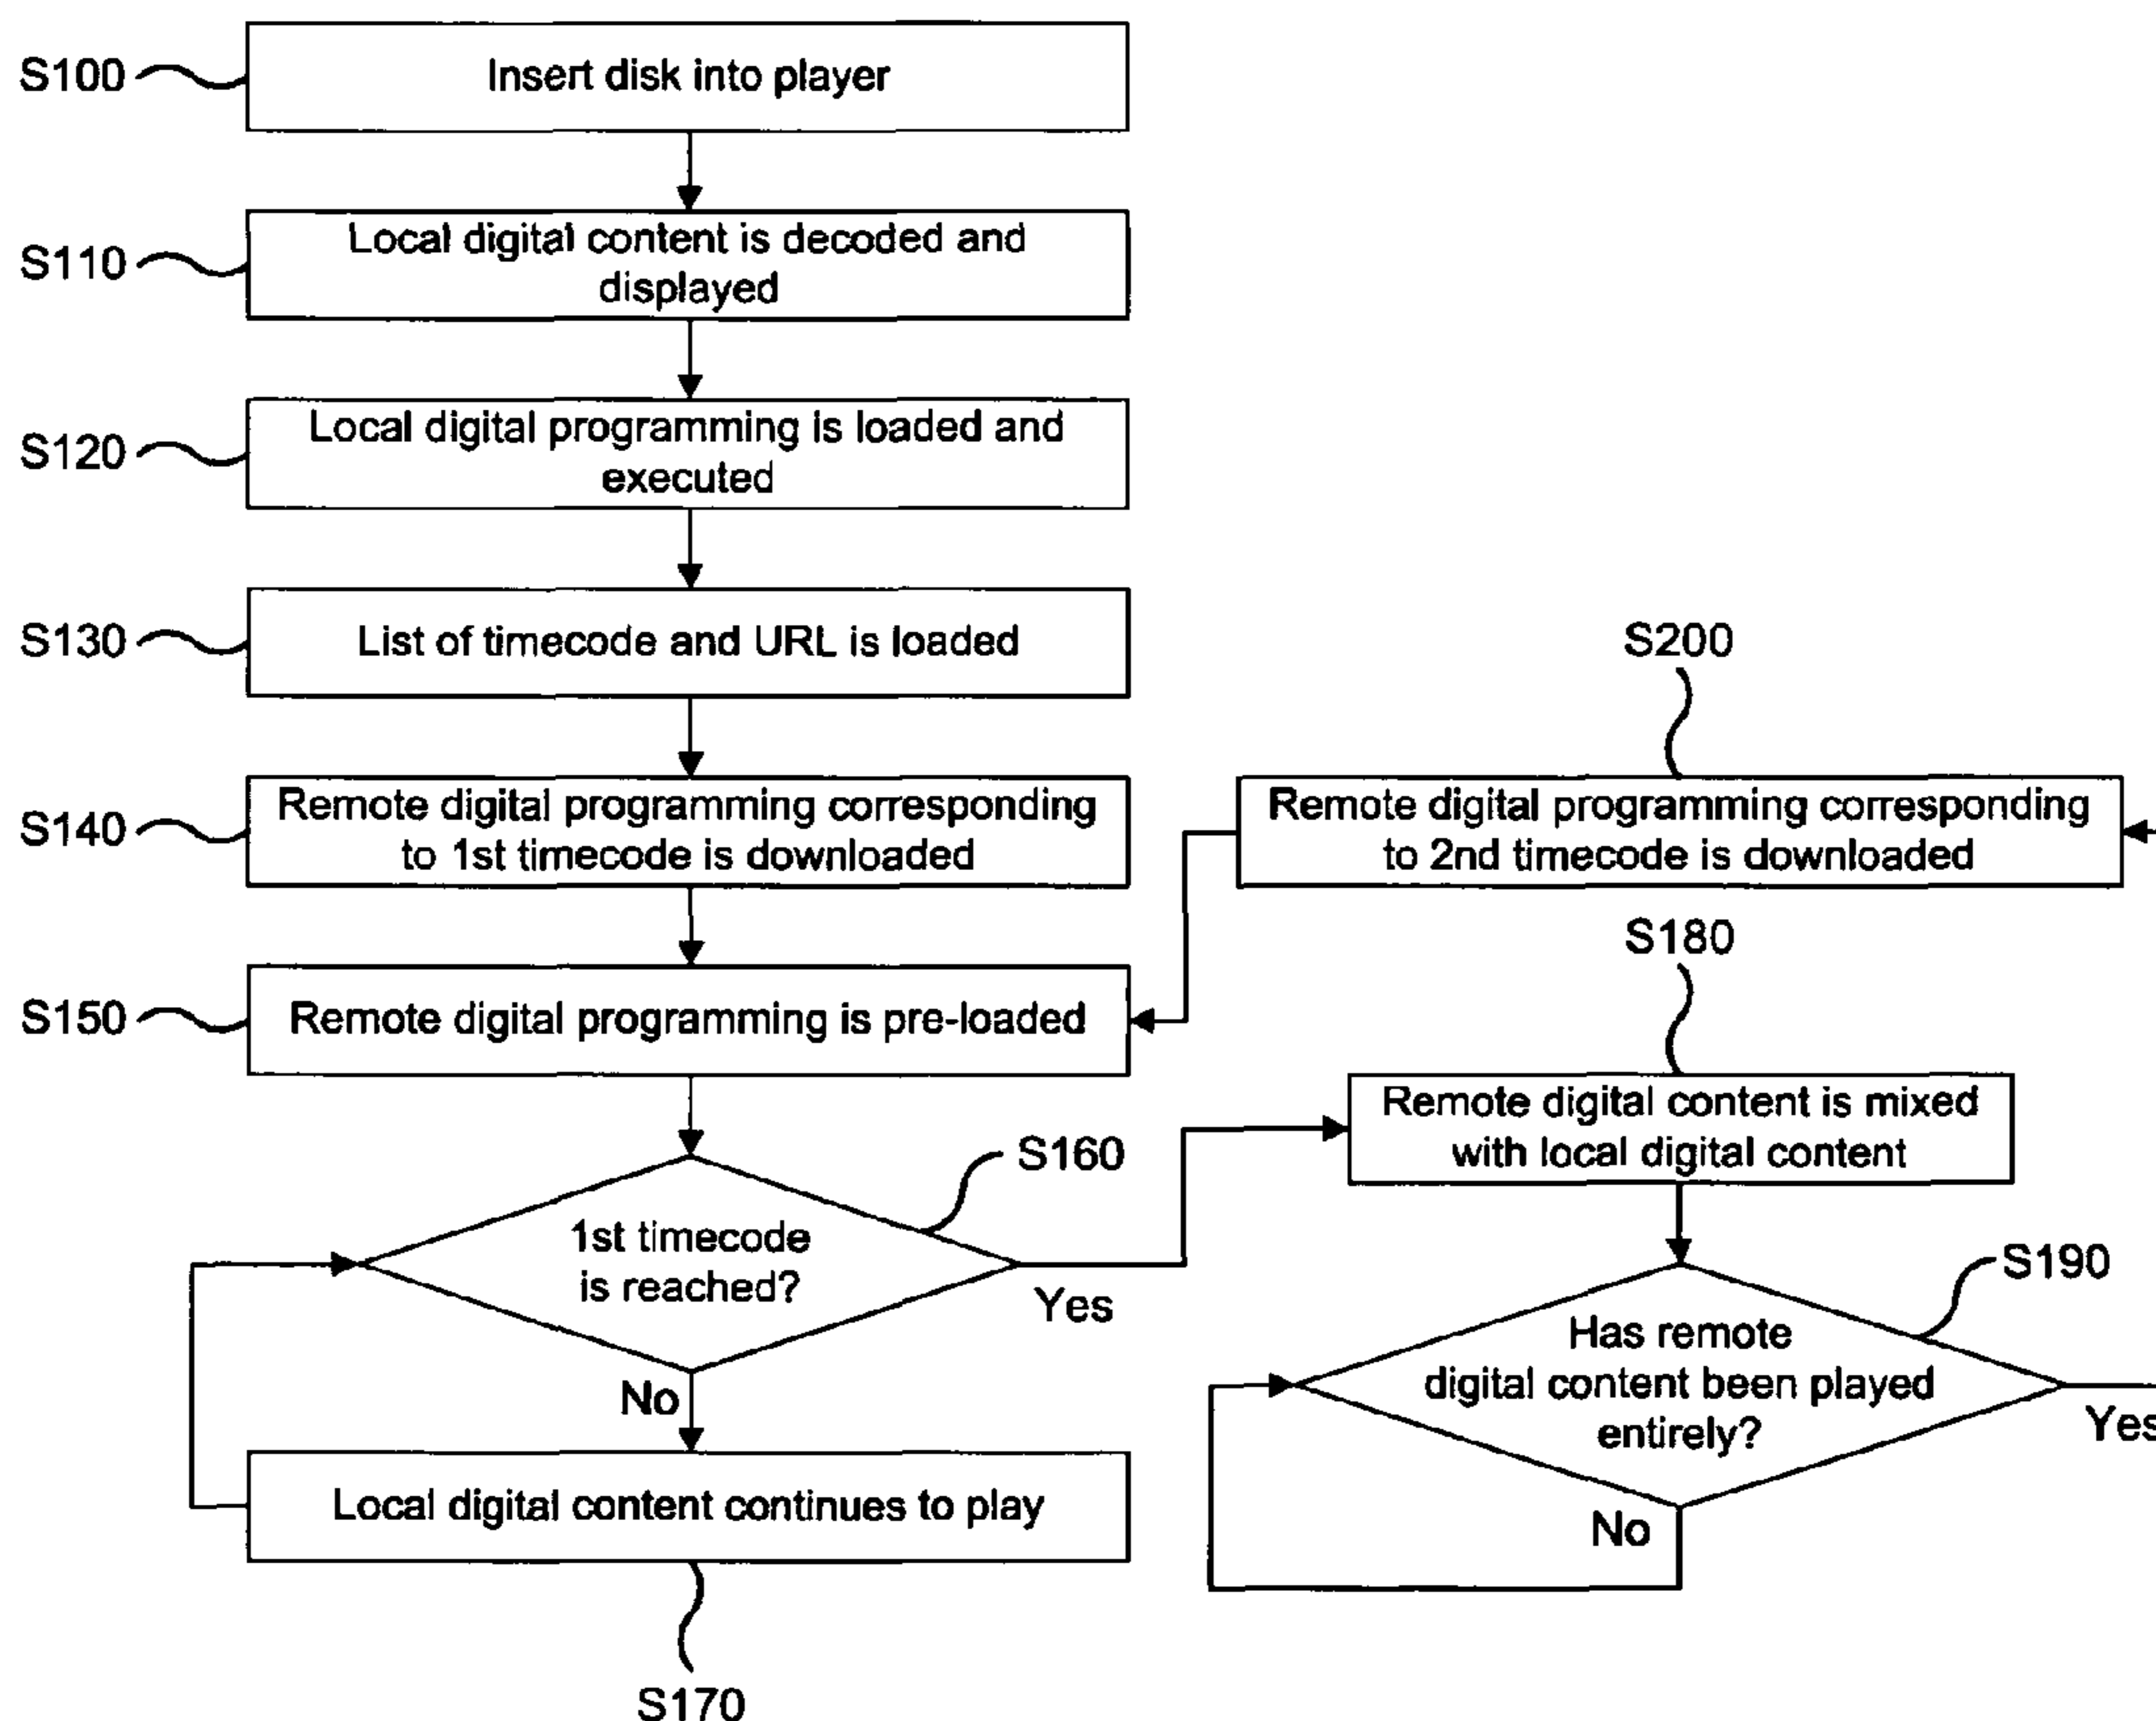 S100
Insert disk into player
S110
Local digital content is decoded and
displayed
S120
Local digital programming is loaded and
executed
S130
List of timecode and URL is loaded
S140
Remote digital programming corresponding
to 1st timecode is downloaded
S150
Remote digital programming is pre-loaded
S160
1st timecode
is reached?
Yes
No
Local digital content continues to play
S170
S200
Remote digital programming corresponding
to 2nd timecode is downloaded
S180
Remote digital content is mixed
with local digital content
S190
Has remote
digital content been played
entirely?
Yes
No